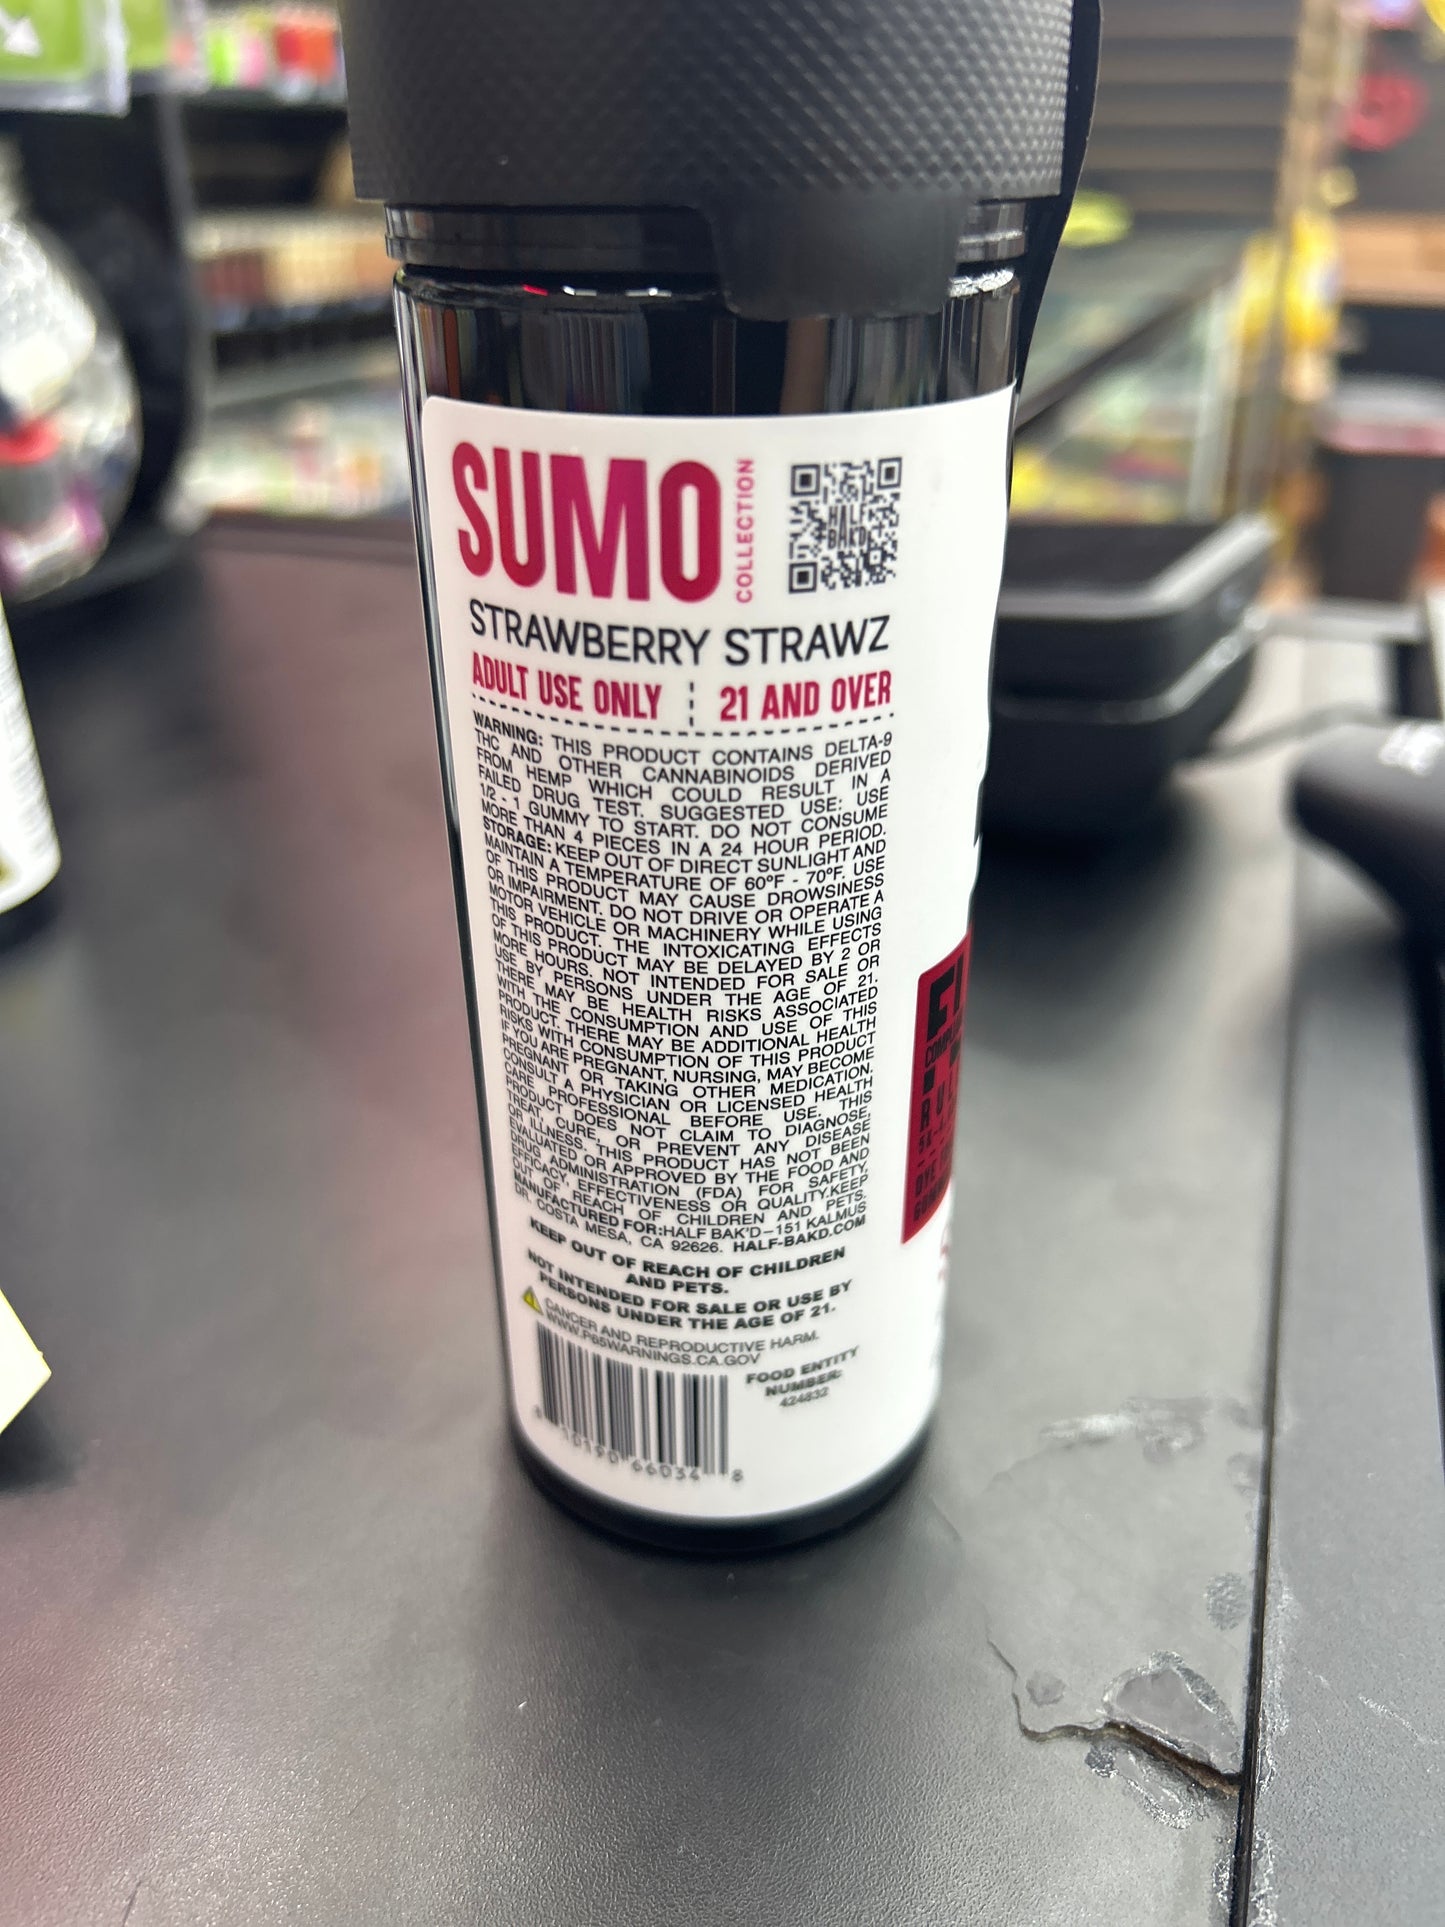 SUMO
COLLECTION
HALF
BAK'D
STRAWBERRY STRAWZ
ADULT USE ONLY
21 AND OVER
WARNING: THIS PRODUCT CONTAINS DELTA-9
THC AND OTHER CANNABINOIDS DERIVED
FROM HEMP WHICH COULD RESULT IN A
FAILED DRUG TEST. SUGGESTED USE: USE
1/2 - 1 GUMMY TO START. DO NOT CONSUME
MORE THAN 4 PIECES IN A 24 HOUR PERIOD.
STORAGE: KEEP OUT OF DIRECT SUNLIGHT AND
MAINTAIN A TEMPERATURE OF 60°F - 70°F. USE
OF THIS PRODUCT MAY CAUSE DROWSINESS
OR IMPAIRMENT. DO NOT DRIVE OR OPERATE A
MOTOR VEHICLE OR MACHINERY WHILE USING
THIS PRODUCT. THE INTOXICATING EFFECTS
OF THIS PRODUCT MAY BE DELAYED BY 2 OR
MORE HOURS. NOT INTENDED FOR SALE OR
USE BY PERSONS UNDER THE AGE OF 21.
THERE MAY BE HEALTH RISKS ASSOCIATED
WITH THE CONSUMPTION AND USE OF THIS
PRODUCT. THERE MAY BE ADDITIONAL HEALTH
RISKS WITH CONSUMPTION OF THIS PRODUCT
IF YOU ARE PREGNANT, NURSING, MAY BECOME
PREGNANT OR TAKING OTHER MEDICATION.
CONSULT A PHYSICIAN OR LICENSED HEALTH
CARE PROFESSIONAL BEFORE USE. THIS
PRODUCT DOES NOT CLAIM TO DIAGNOSE,
TREAT, CURE, OR PREVENT ANY DISEASE
OR ILLNESS. THIS PRODUCT HAS NOT BEEN
EVALUATED OR APPROVED BY THE FOOD AND
DRUG ADMINISTRATION (FDA) FOR SAFETY,
EFFICACY, EFFECTIVENESS OR QUALITY.KEEP
OUT OF REACH OF CHILDREN AND PETS.
MANUFACTURED FOR:HALF BAK'D–151 KALMUS
DR. COSTA MESA, CA 92626. HALF-BAKD.COM
KEEP OUT OF REACH OF CHILDREN
AND PETS.
NOT INTENDED FOR SALE OR USE BY
PERSONS UNDER THE AGE OF 21.
CANCER AND REPRODUCTIVE HARM.
WWW.P65WARNINGS.CA.GOV
FOOD ENTITY
NUMBER:
424832
8 10190 66034 8